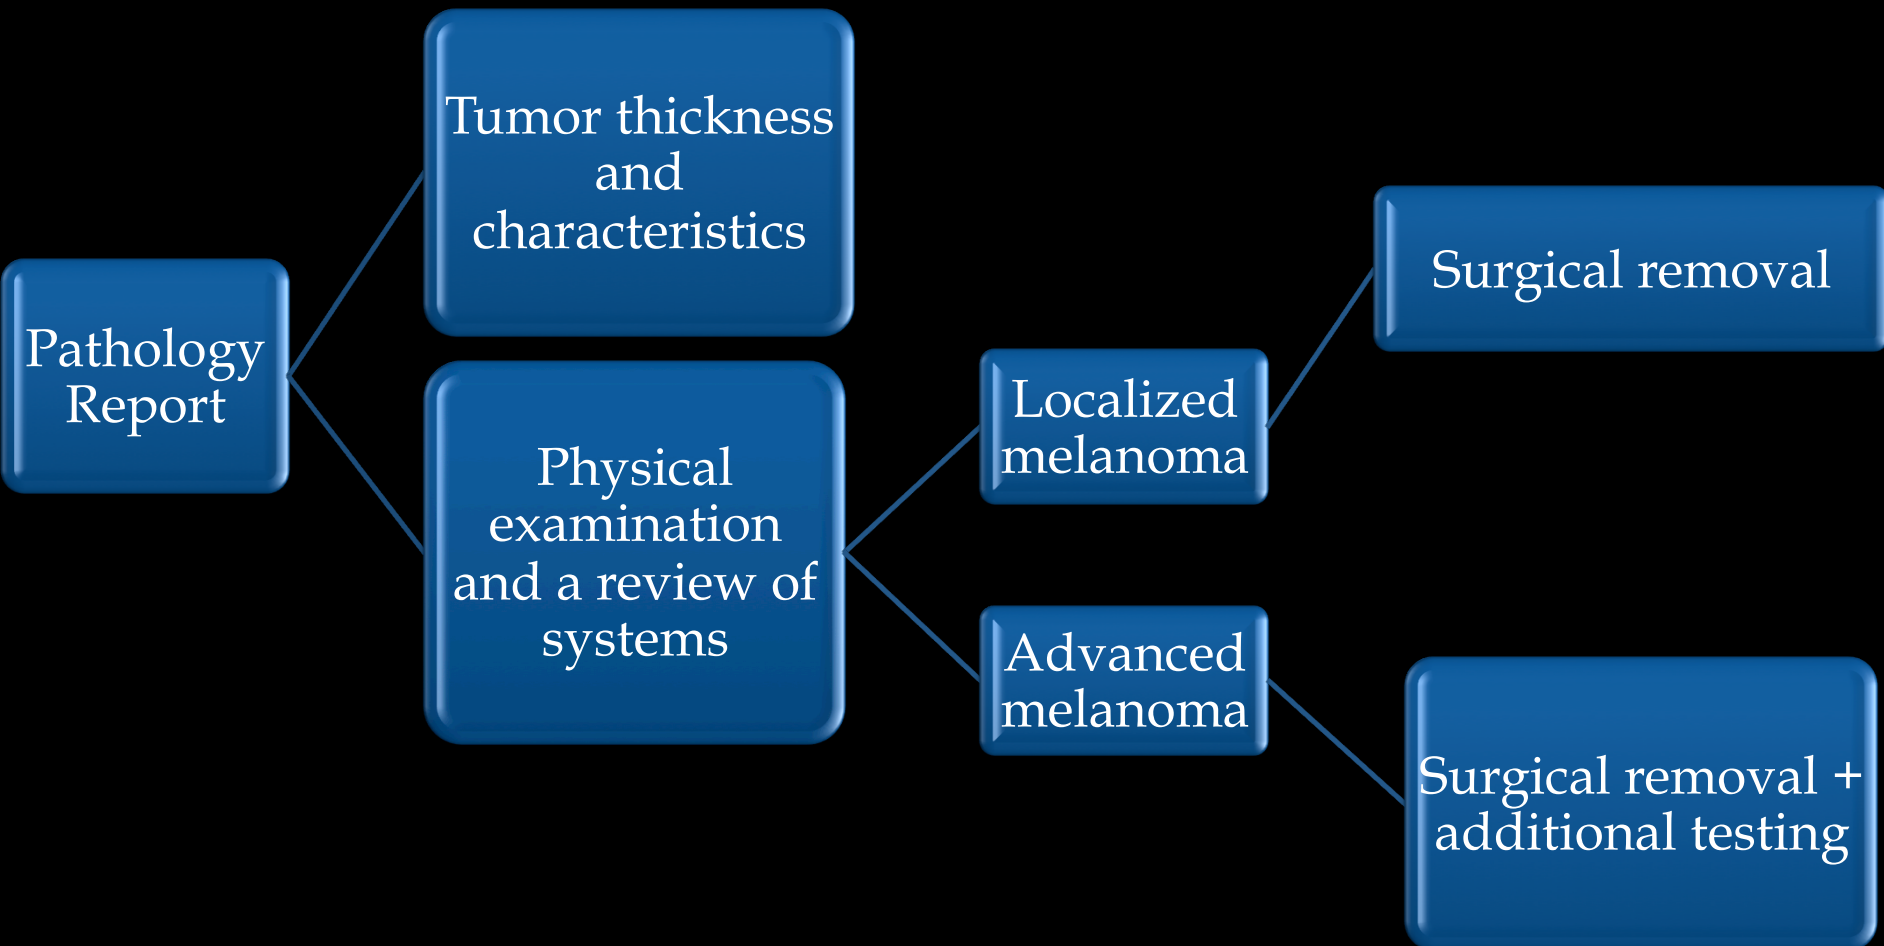 Pathology
Report
Tumor thickness
and
characteristics
Physical
examination
and a review of
systems
Localized
melanoma
Advanced
melanoma
Surgical removal
Surgical removal +
additional testing